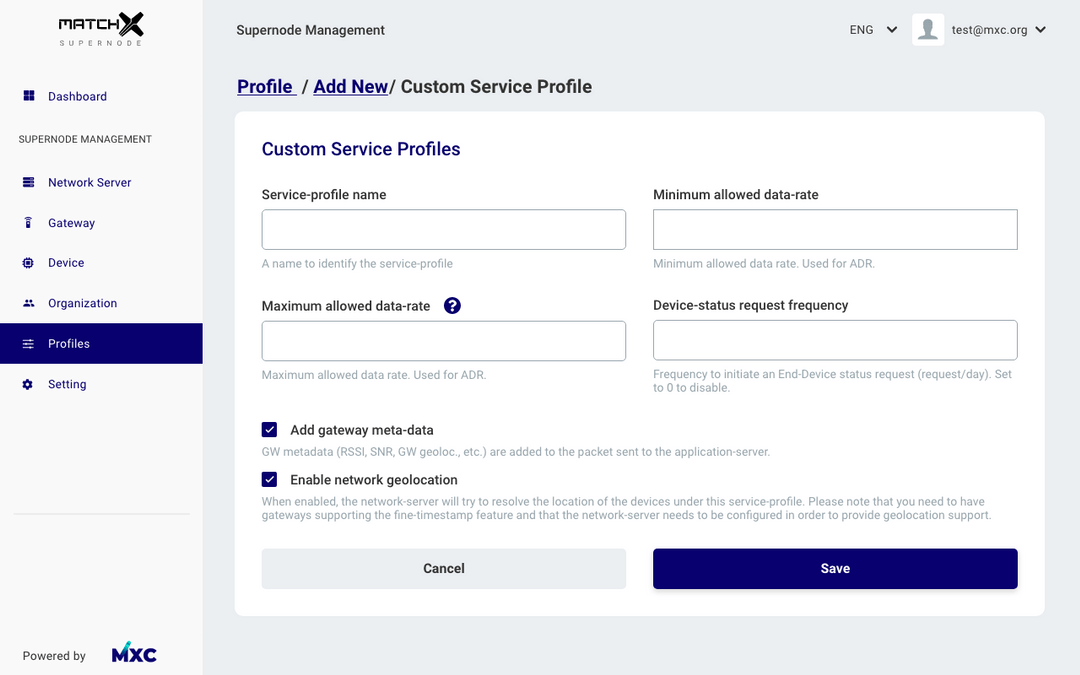 MATCHX
SUPERNODE
Dashboard
SUPERNODE MANAGEMENT
Network Server
Gateway
Device
Organization
Profiles
Setting
Powered by MXC
Supernode Management
ENG
test@mxc.org
Profile / Add New/ Custom Service Profile
Custom Service Profiles
Service-profile name
A name to identify the service-profile
Minimum allowed data-rate
Minimum allowed data rate. Used for ADR.
Maximum allowed data-rate ?
Maximum allowed data rate. Used for ADR.
Device-status request frequency
Frequency to initiate an End-Device status request (request/day). Set
to 0 to disable.
Add gateway meta-data
GW metadata (RSSI, SNR, GW geoloc., etc.) are added to the packet sent to the application-server.
Enable network geolocation
When enabled, the network-server will try to resolve the location of the devices under this service-profile. Please note that you need to have
gateways supporting the fine-timestamp feature and that the network-server needs to be configured in order to provide geolocation support.
Cancel
Save